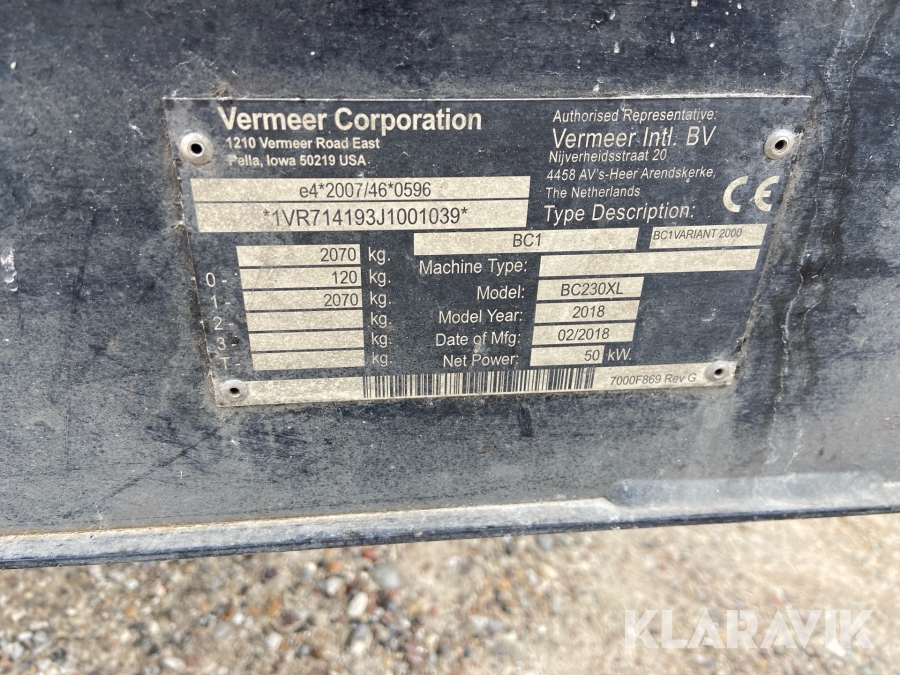 Vermeer Corporation
1210 Vermeer Road East
Pella, Iowa 50219 USA
Authorised Representative:
Vermeer Intl. BV
Nijverheidsstraat 20
4458 AV's-Heer Arendskerke,
The Netherlands
CE
e4*2007/46*0596
*1VR714193J1001039*
Type Description:
BC1
BC1VARIANT 2000
2070 kg.
0- 120 kg.
1- 2070 kg.
2- kg.
3- kg.
T kg.
Machine Type:
Model: BC230XL
Model Year: 2018
Date of Mfg: 02/2018
Net Power: 50 kW.
7000F869 Rev G
KLARAVIK